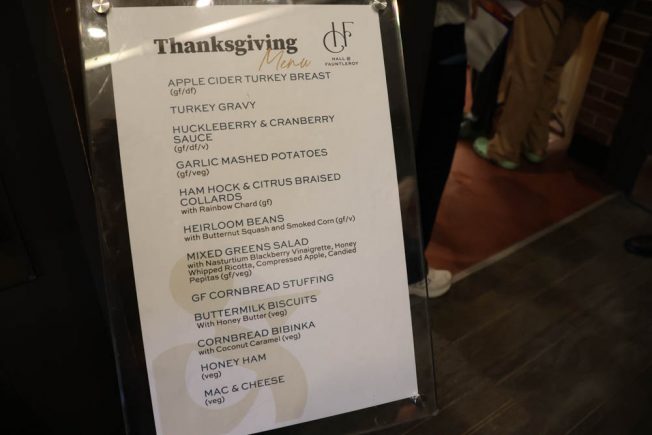 Thanksgiving
Menu
HF
HALL @
FAUNTLEROY
APPLE CIDER TURKEY BREAST
(gf/df)
TURKEY GRAVY
HUCKLEBERRY & CRANBERRY
SAUCE
(gf/df/v)
GARLIC MASHED POTATOES
(gf/veg)
HAM HOCK & CITRUS BRAISED
COLLARDS
with Rainbow Chard (gf)
HEIRLOOM BEANS
with Butternut Squash and Smoked Corn (gf/v)
MIXED GREENS SALAD
with Nasturtium Blackberry Vinaigrette, Honey
Whipped Ricotta, Compressed Apple, Candied
Pepitas (gf/veg)
GF CORNBREAD STUFFING
BUTTERMILK BISCUITS
With Honey Butter (veg)
CORNBREAD BIBINKA
with Coconut Caramel (veg)
HONEY HAM
(veg)
MAC & CHEESE
(veg)